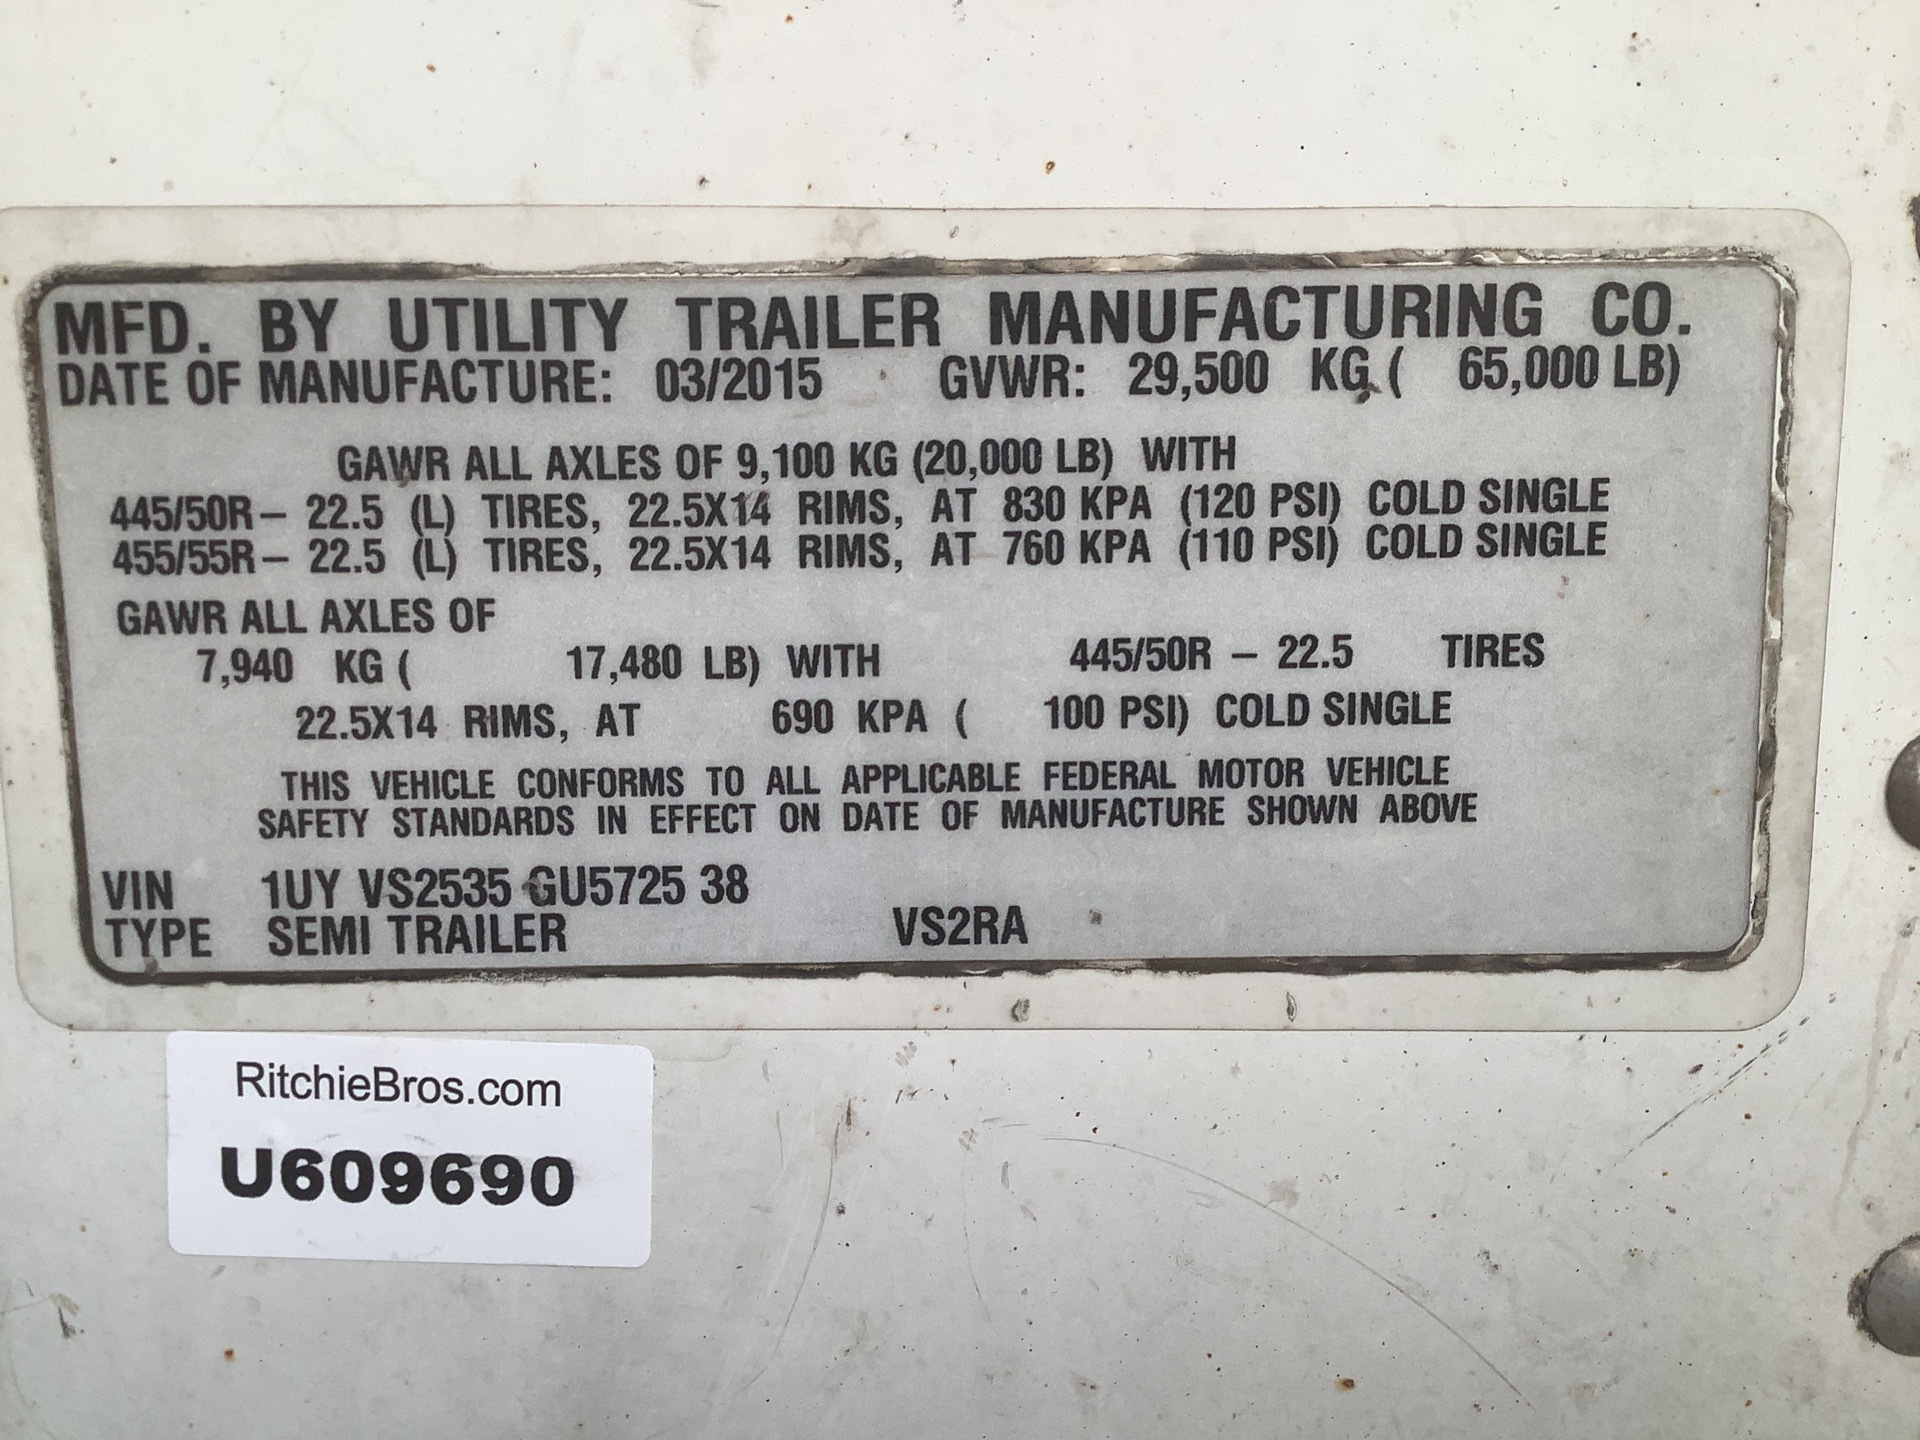 MFD. BY UTILITY TRAILER MANUFACTURING CO.
DATE OF MANUFACTURE: 03/2015 GVWR: 29,500 KG ( 65,000 LB)
GAWR ALL AXLES OF 9,100 KG (20,000 LB) WITH
445/50R– 22.5 (L) TIRES, 22.5X14 RIMS, AT 830 KPA (120 PSI) COLD SINGLE
455/55R– 22.5 (L) TIRES, 22.5X14 RIMS, AT 760 KPA (110 PSI) COLD SINGLE
GAWR ALL AXLES OF
7,940 KG ( 17,480 LB) WITH 445/50R – 22.5 TIRES
22.5X14 RIMS, AT 690 KPA ( 100 PSI) COLD SINGLE
THIS VEHICLE CONFORMS TO ALL APPLICABLE FEDERAL MOTOR VEHICLE
SAFETY STANDARDS IN EFFECT ON DATE OF MANUFACTURE SHOWN ABOVE
VIN 1UY VS2535 GU5725 38
TYPE SEMI TRAILER VS2RA
RitchieBros.com
U609690